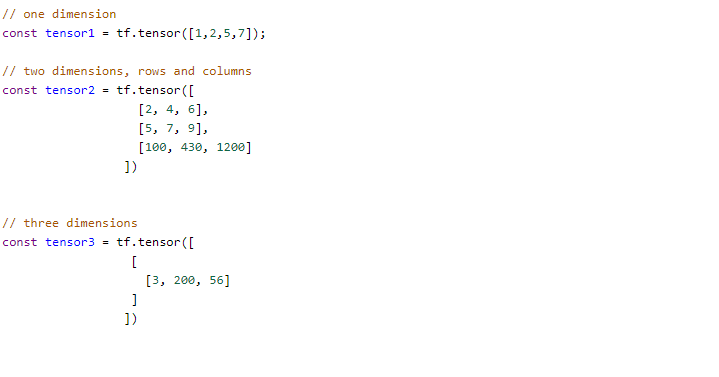 // one dimension
const tensor1 = tf.tensor([1,2,5,7]);
// two dimensions, rows and columns
const tensor2 = tf.tensor([
[2, 4, 6],
[5, 7, 9],
[100, 430, 1200]
])
// three dimensions
const tensor3 = tf.tensor([
[
[3, 200, 56]
]
])